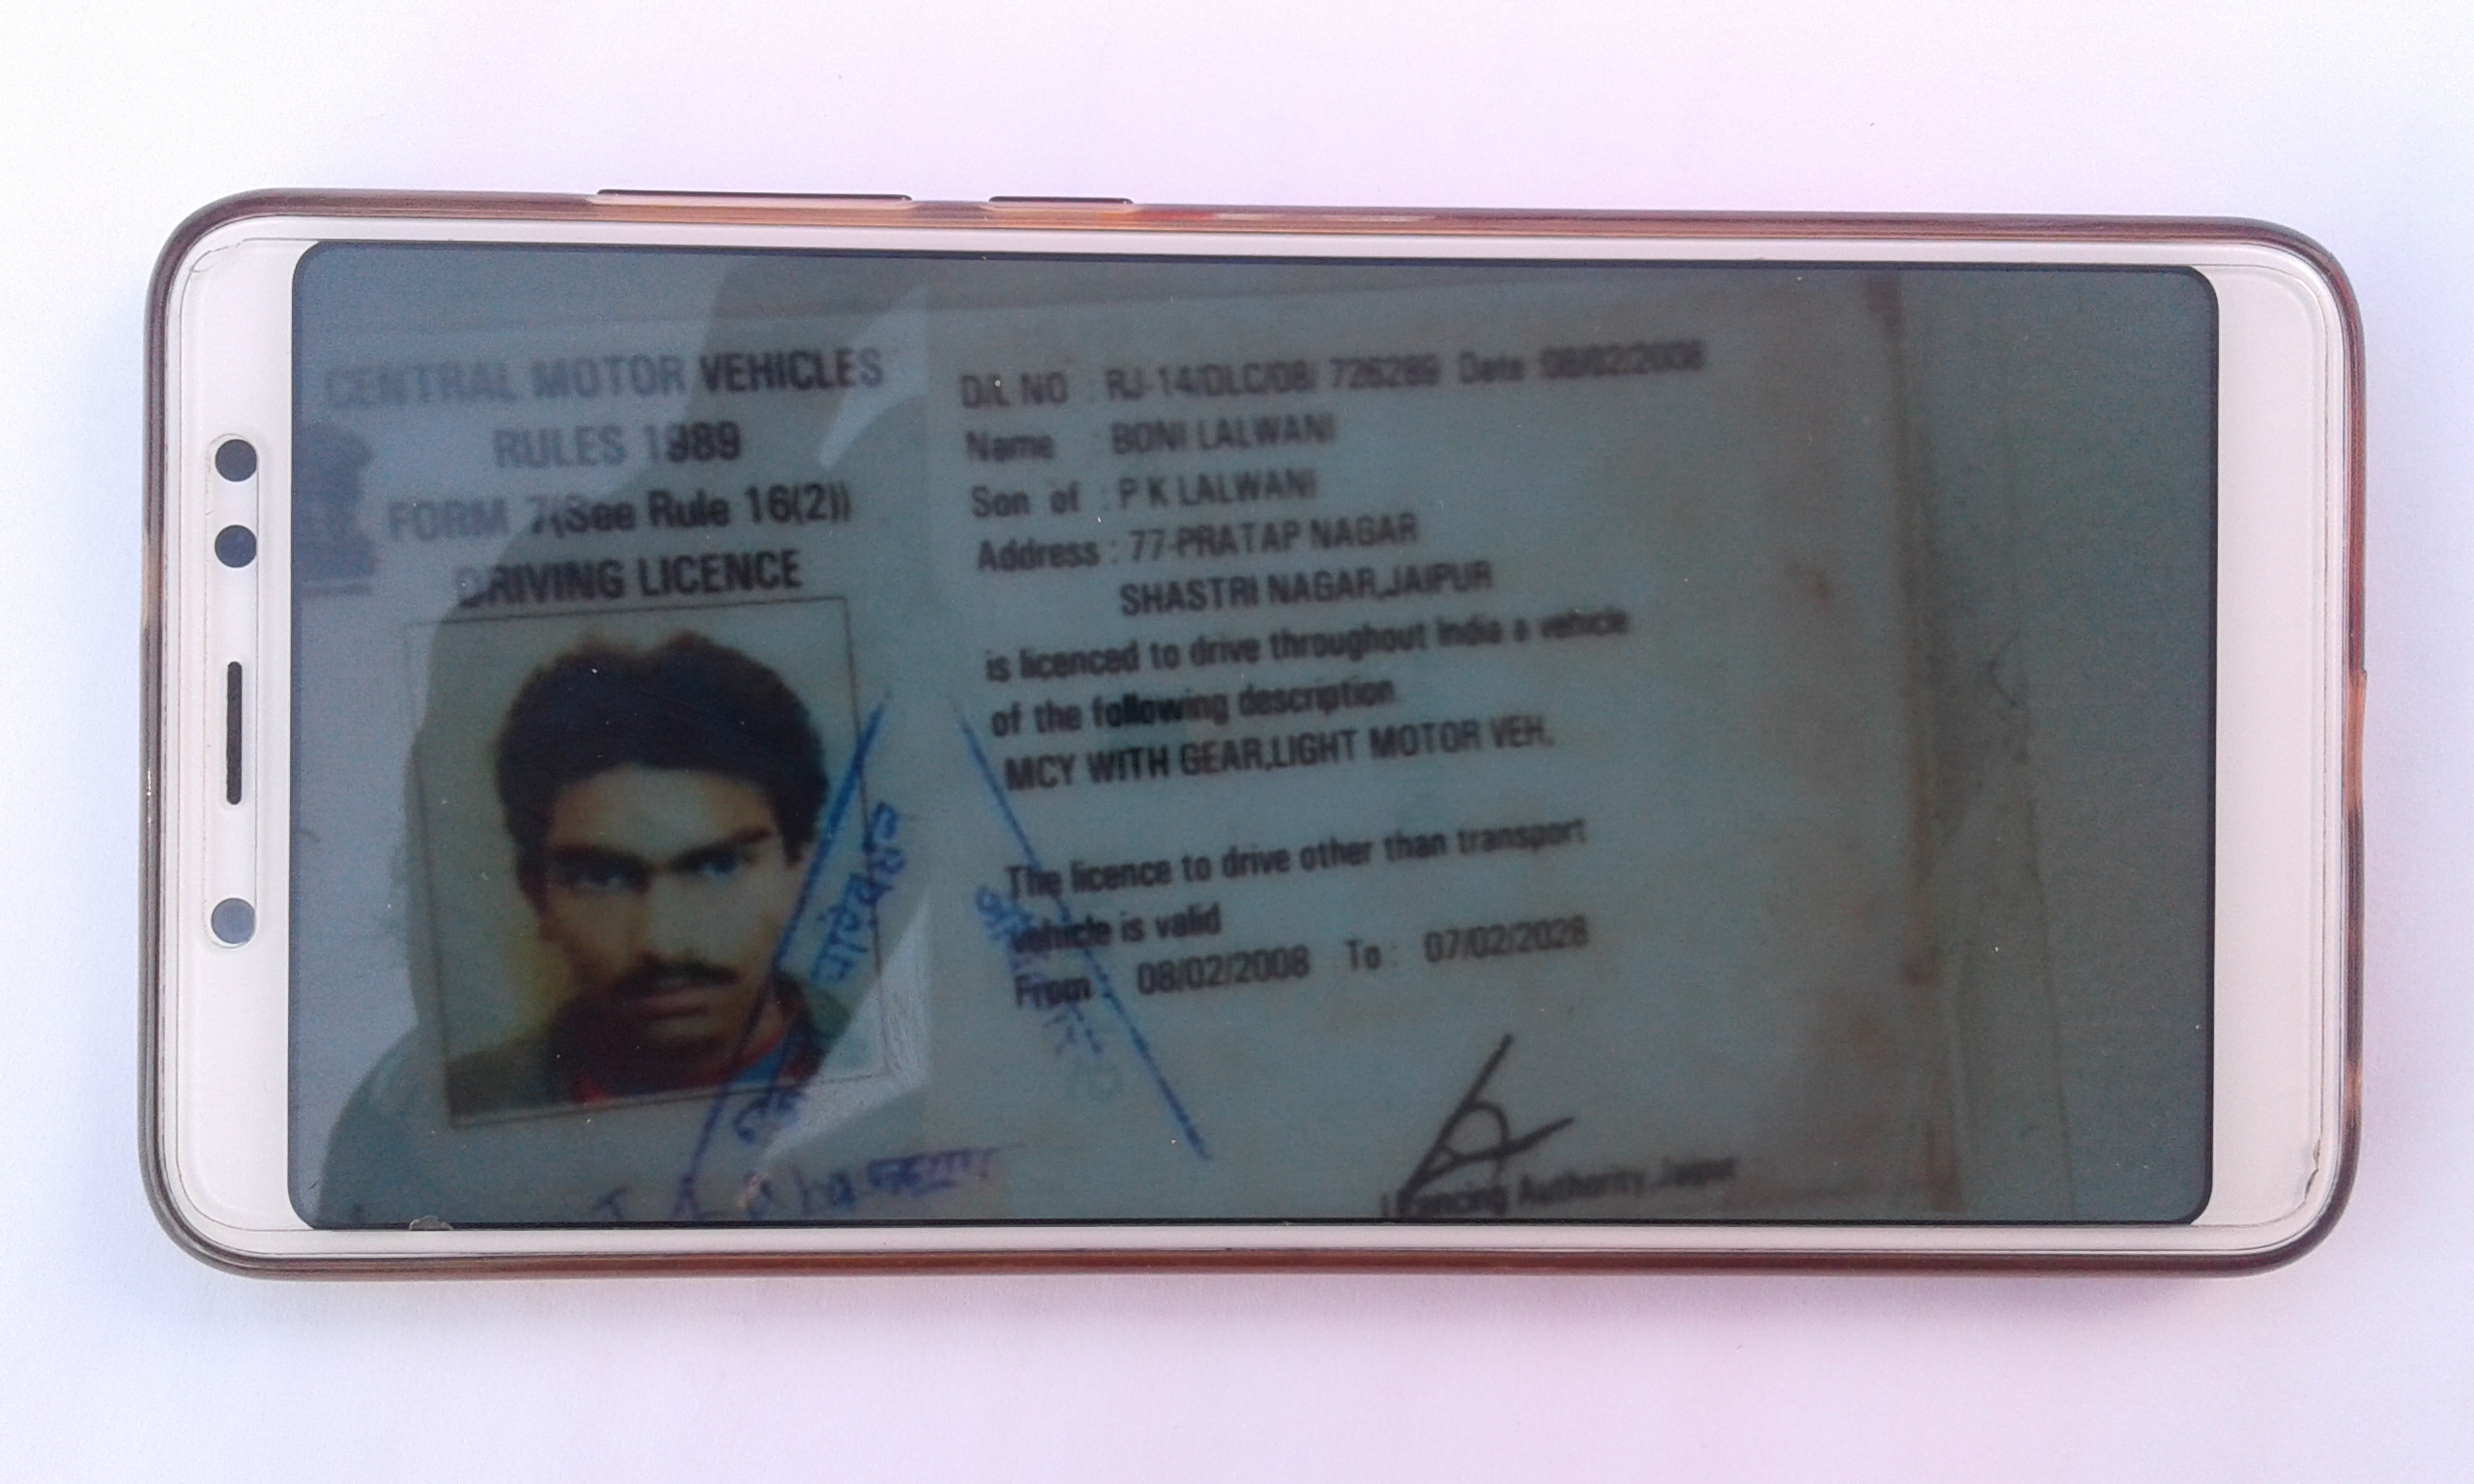 CENTRAL MOTOR VEHICLES
RULES 1989
FORM 7(See Rule 16(2))
DRIVING LICENCE
D/L NO : RJ-14/DLC/08/ Date 08/02/2008
Name : BONI LALWANI
Son of : P K LALWANI
Address : 77-PRATAP NAGAR
SHASTRI NAGAR,JAIPUR
is licenced to drive throughout India a vehicle
of the following description
MCY WITH GEAR,LIGHT MOTOR VEH.
The licence to drive other than transport
vehicle is valid
From 08/02/2008 To : 07/02/2028
Licencing Authority, Jaipur